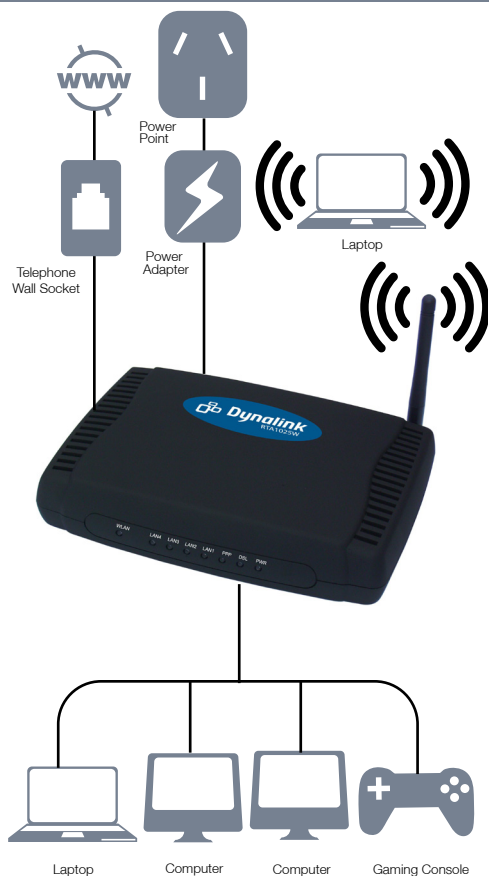 www
Power
Point
Telephone
Wall Socket
Power
Adapter
Laptop
Dynalink
RTA1025W
WLAN
LAN4
LAN3
LAN2
LAN1
PPP
DSL
PWR
Laptop
Computer
Computer
Gaming Console